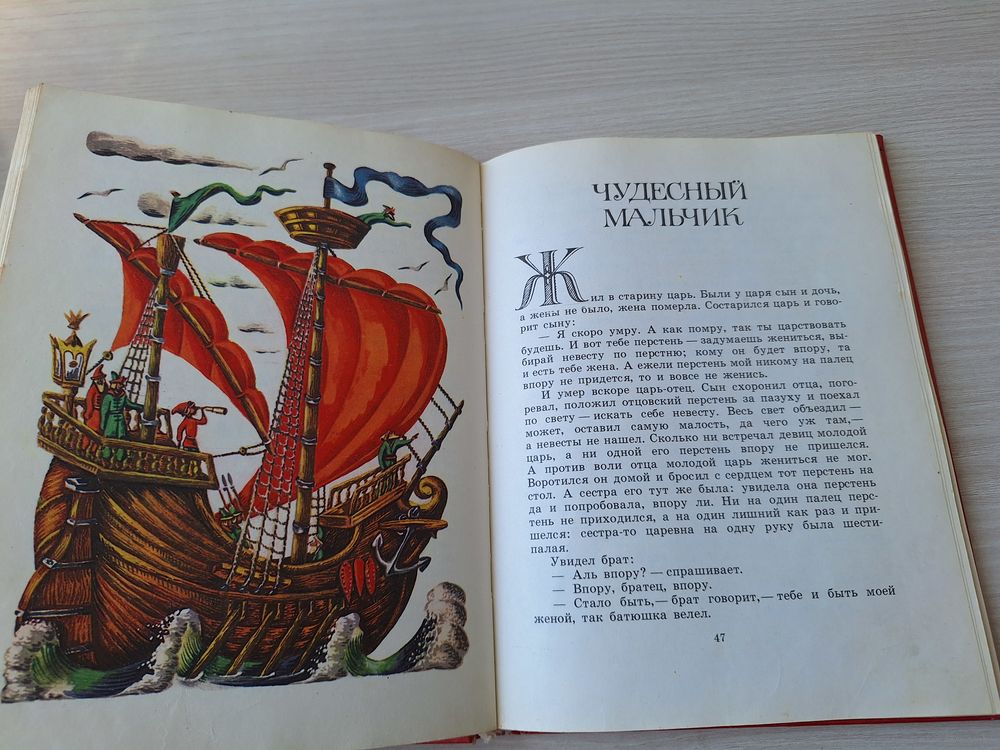 ЧУДЕСНЫЙ
МАЛЬЧИК
Жил в старину царь. Были у царя сын и дочь,
а жены не было, жена померла. Состарился царь и гово-
рит сыну:
— Я скоро умру. А как помру, так ты царствовать
будешь. И вот тебе перстень — задумаешь жениться, вы-
бирай невесту по перстню; кому он будет впору, та
и есть тебе жена. А ежели перстень мой никому на палец
впору не придется, то и вовсе не женись.
И умер вскоре царь-отец. Сын схоронил отца, пого-
ревал, положил отцовский перстень за пазуху и поехал
по свету — искать себе невесту. Весь свет объездил —
может, оставил самую малость, да чего уж там,—
а невесты не нашел. Сколько ни встречал девиц молодой
царь, а ни одной его перстень впору не пришелся.
А против воли отца молодой царь жениться не мог.
Воротился он домой и бросил с сердцем тот перстень на
стол. А сестра его тут же была: увидела она перстень
да и попробовала, впору ли. Ни на один палец перс-
тень не приходился, а на один лишний как раз и при-
шелся: сестра-то царевна на одну руку была шести-
палая.
Увидел брат:
— Аль впору? — спрашивает.
— Впору, братец, впору.
— Стало быть,— брат говорит,— тебе и быть моей
женой, так батюшка велел.
47